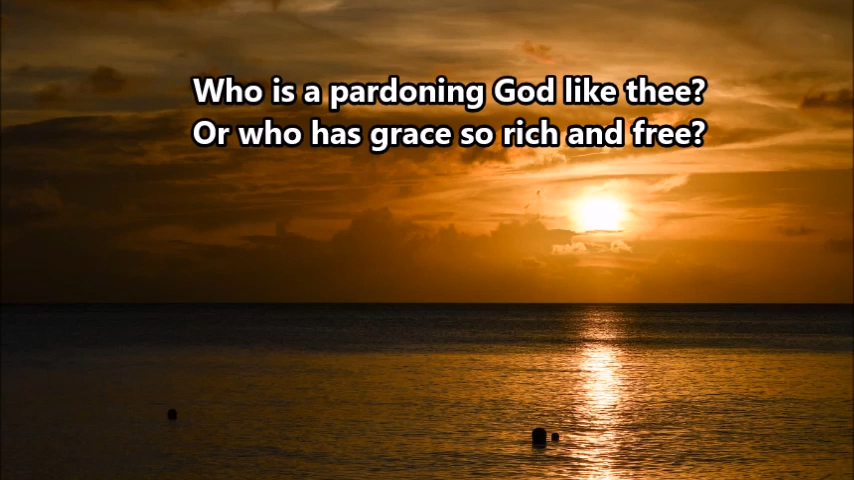 Who is a pardoning God like thee?
Or who has grace so rich and free?